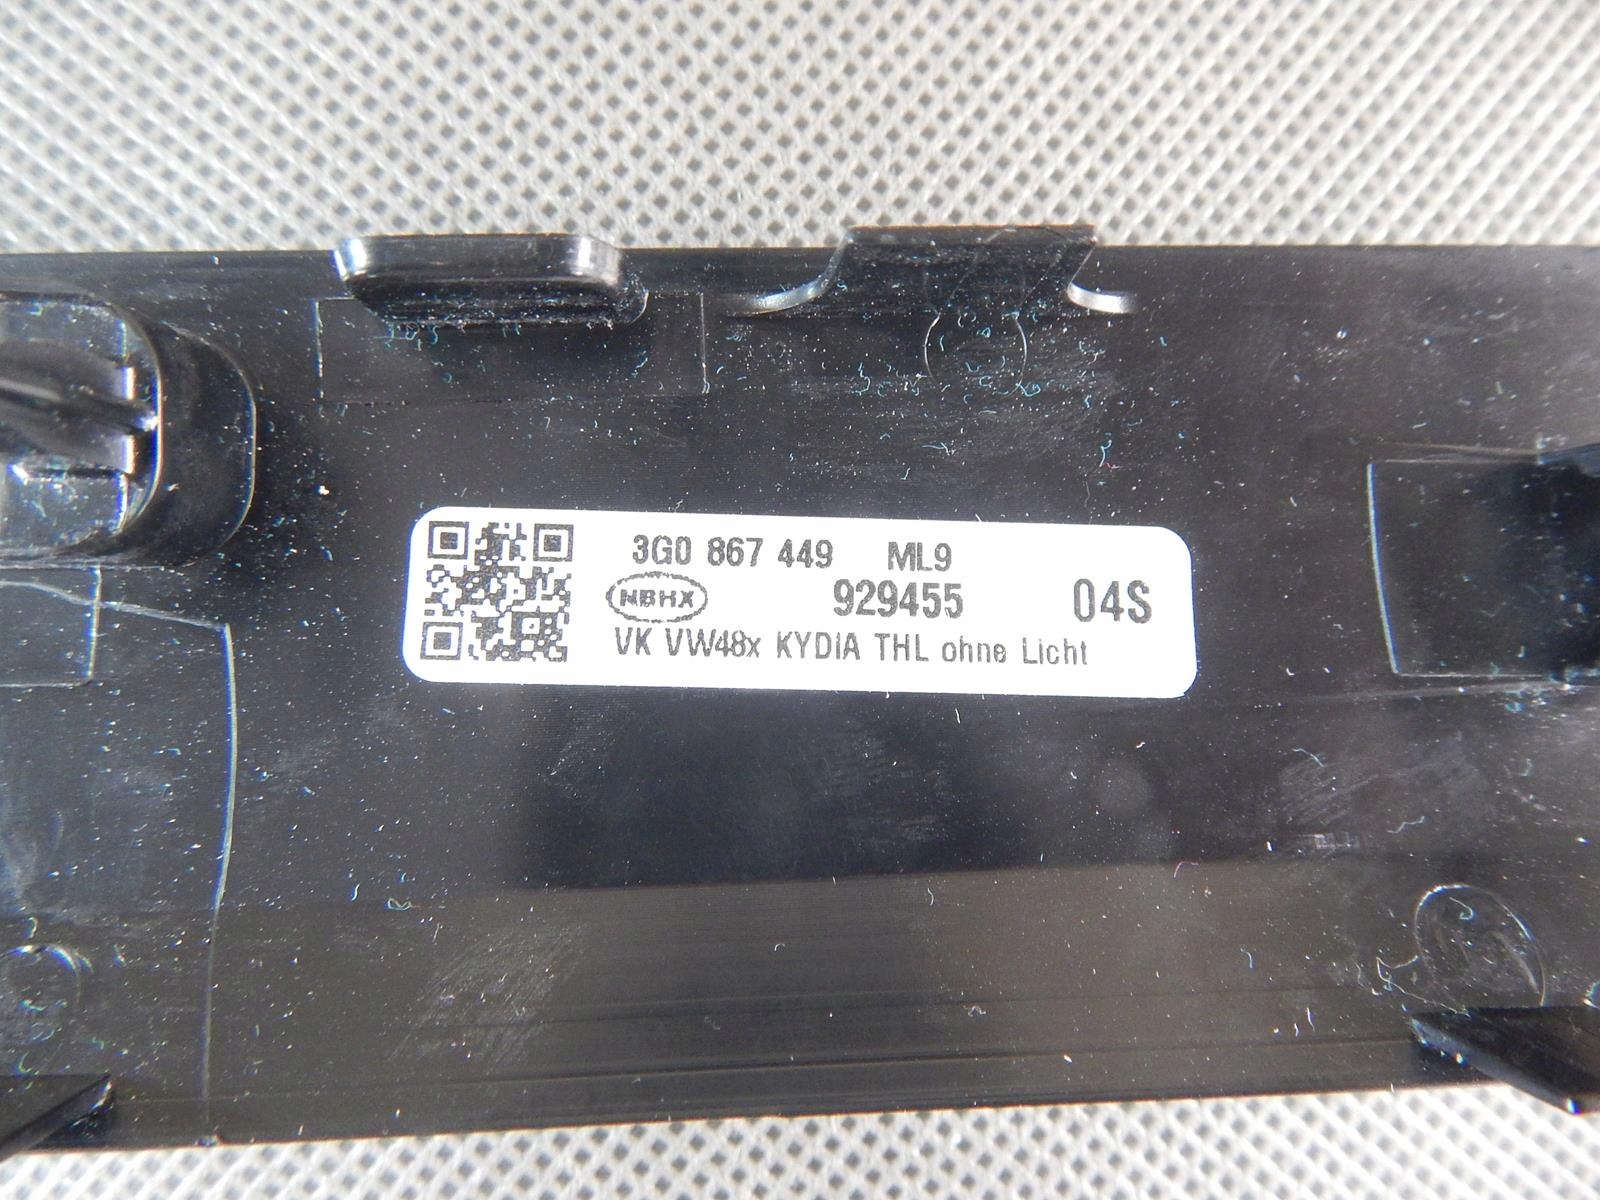 3G0 867 449 ML9
NBHX 929455 04S
VK VW48x KYDIA THL ohne Licht